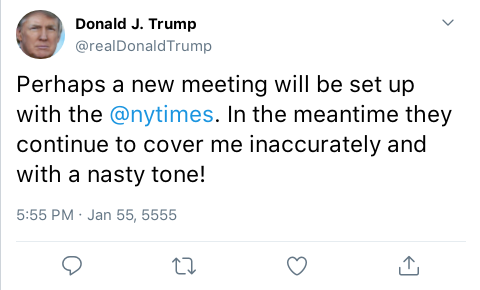 Donald J. Trump
@realDonaldTrump
Perhaps a new meeting will be set up
with the @nytimes. In the meantime they
continue to cover me inaccurately and
with a nasty tone!
5:55 PM · Jan 55, 5555